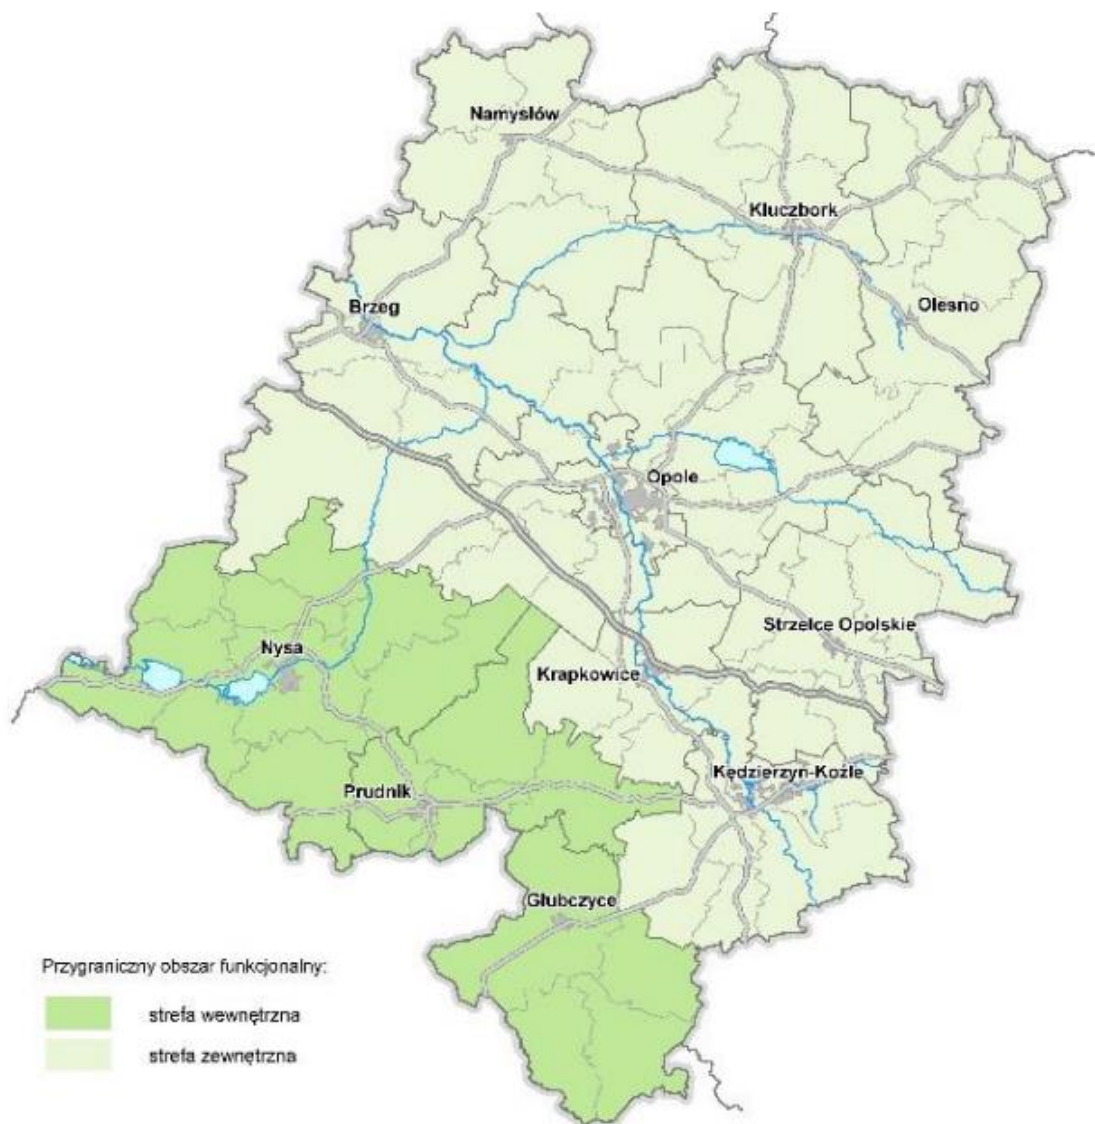 Namysłów
Kluczbork
Olesno
Brzeg
Opole
Strzelce Opolskie
Nysa
Krapkowice
Kędzierzyn-Koźle
Prudnik
Głubczyce
Przygraniczny obszar funkcjonalny:
strefa wewnętrzna
strefa zewnętrzna